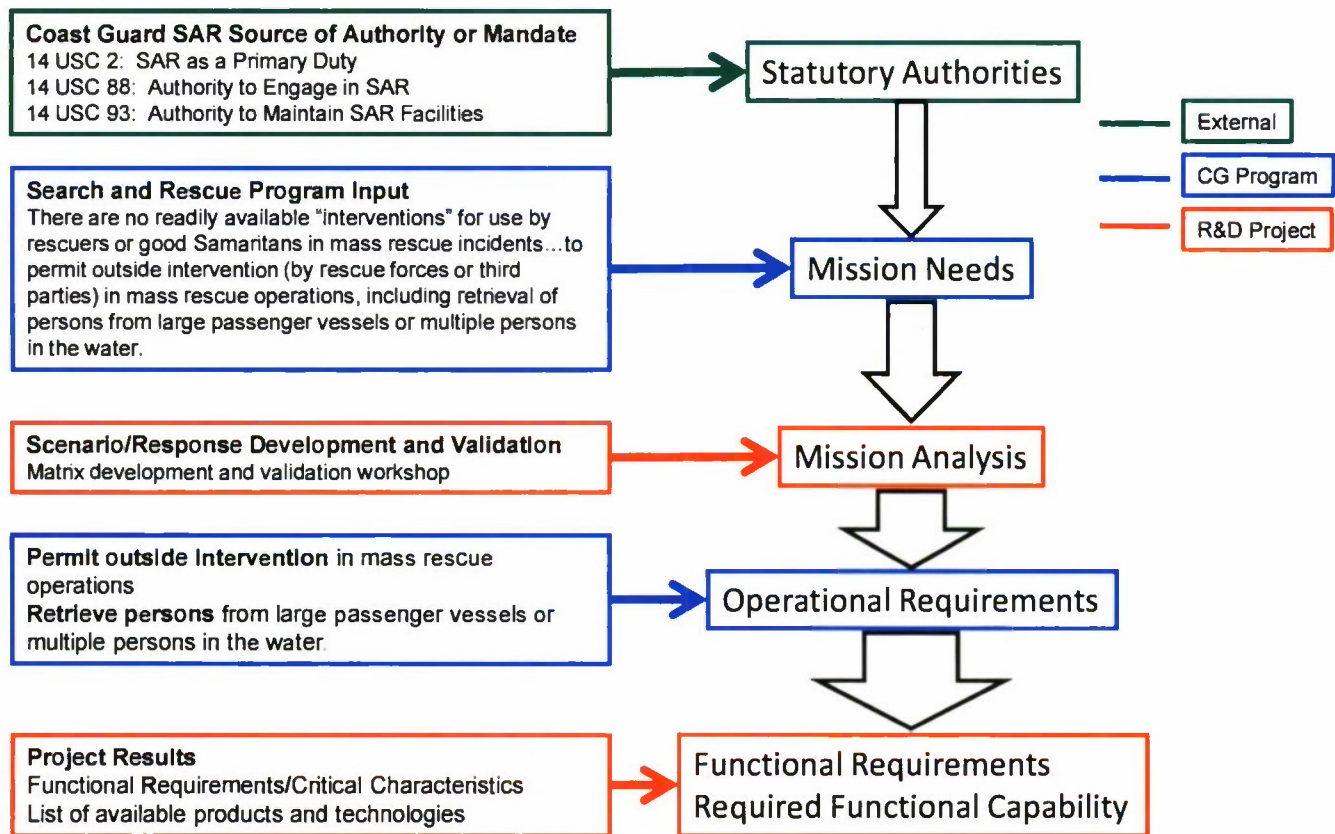 Coast Guard SAR Source of Authority or Mandate
14 USC 2: SAR as a Primary Duty
14 USC 88: Authority to Engage in SAR
14 USC 93: Authority to Maintain SAR Facilities
Statutory Authorities
External
CG Program
R&D Project
Search and Rescue Program Input
There are no readily available "interventions" for use by
rescuers or good Samaritans in mass rescue incidents...to
permit outside intervention (by rescue forces or third
parties) in mass rescue operations, including retrieval of
persons from large passenger vessels or multiple persons
in the water.
Mission Needs
Scenario/Response Development and Validation
Matrix development and validation workshop
Mission Analysis
Permit outside intervention in mass rescue
operations
Retrieve persons from large passenger vessels or
multiple persons in the water.
Operational Requirements
Project Results
Functional Requirements/Critical Characteristics
List of available products and technologies
Functional Requirements
Required Functional Capability